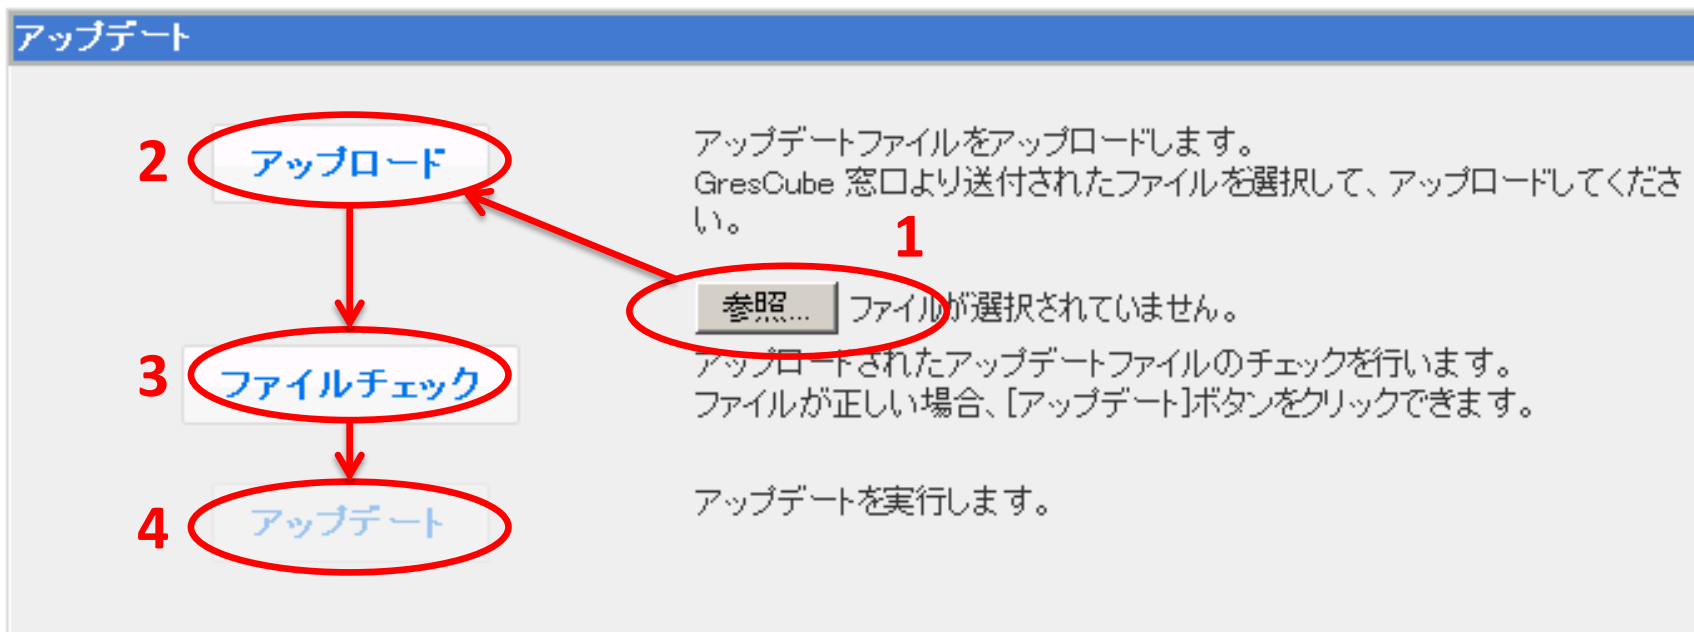 アップデート
2
アップロード
アップデートファイルをアップロードします。
GresCube 窓口より送付されたファイルを選択して、アップロードしてくださ
い。
1
参照... ファイルが選択されていません。
3
ファイルチェック
アップロードされたアップデートファイルのチェックを行います。
ファイルが正しい場合、[アップデート]ボタンをクリックできます。
4
アップデート
アップデートを実行します。